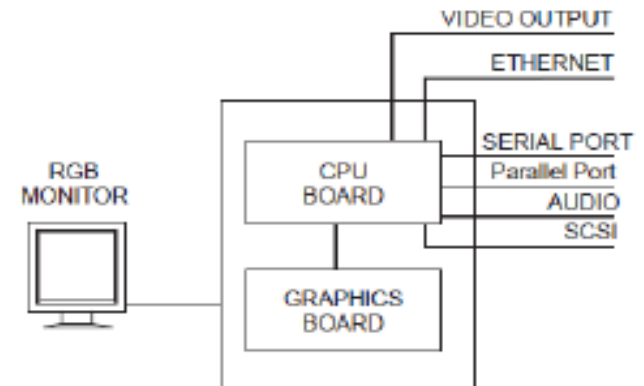 VIDEO OUTPUT
ETHERNET
SERIAL PORT
Parallel Port
AUDIO
SCSI
CPU
BOARD
RGB
MONITOR
GRAPHICS
BOARD